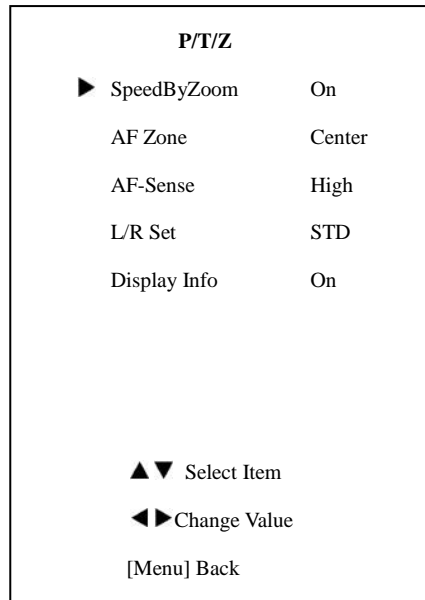 P/T/Z
▶ SpeedByZoom On
AF Zone Center
AF-Sense High
L/R Set STD
Display Info On
▲▼ Select Item
◀▶Change Value
[Menu] Back